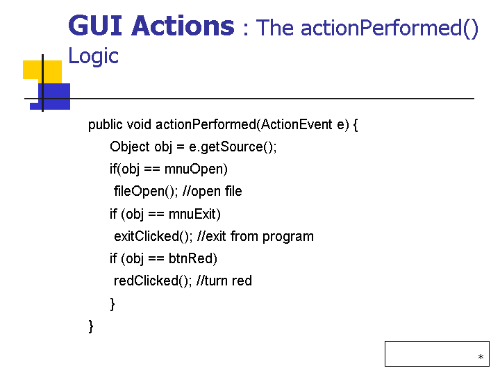 GUI Actions : The actionPerformed()
Logic
public void actionPerformed(ActionEvent e) {
Object obj = e.getSource();
if(obj == mnuOpen)
fileOpen(); //open file
if (obj == mnuExit)
exitClicked(); //exit from program
if (obj == btnRed)
redClicked(); //turn red
}
}
*